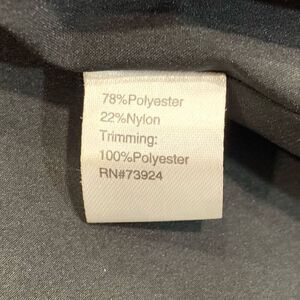 78%Polyester
22%Nylon
Trimming:
100%Polyester
RN#73924